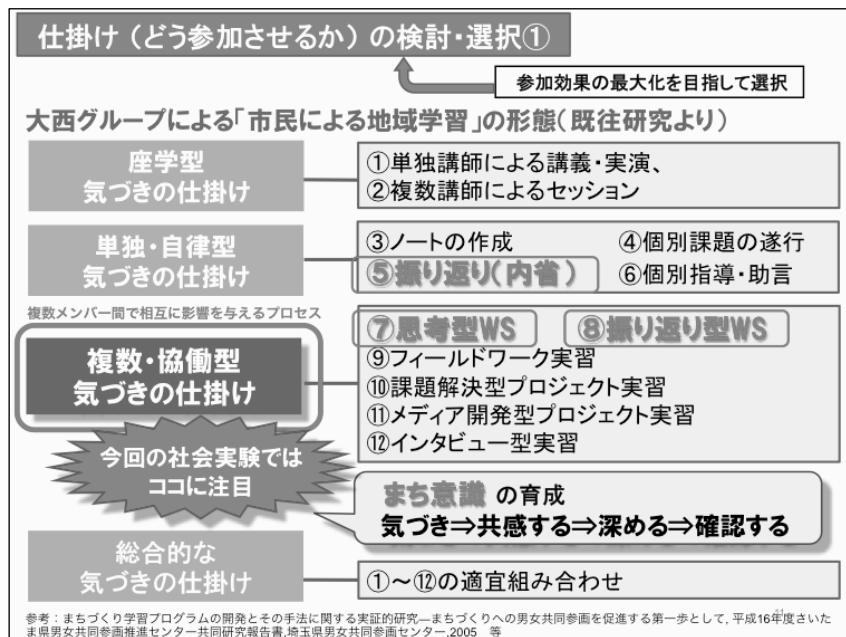 仕掛け（どう参加させるか）の検討・選択①
参加効果の最大化を目指して選択
大西グループによる「市民による地域学習」の形態（既往研究より）
座学型
気づきの仕掛け
①単独講師による講義・実演、
②複数講師によるセッション
単独・自律型
気づきの仕掛け
③ノートの作成 ④個別課題の遂行
⑤振り返り（内省） ⑥個別指導・助言
複数メンバー間で相互に影響を与えるプロセス
複数・協働型
気づきの仕掛け
⑦思考型WS ⑧振り返り型WS
⑨フィールドワーク実習
⑩課題解決型プロジェクト実習
⑪メディア開発型プロジェクト実習
⑫インタビュー型実習
今回の社会実験では
ココに注目
まち意識 の育成
気づき⇒共感する⇒深める⇒確認する
総合的な
気づきの仕掛け
①～⑫の適宜組み合わせ
参考：まちづくり学習プログラムの開発とその手法に関する実証的研究―まちづくりへの男女共同参画を促進する第一歩として，平成16年度さいた
ま県男女共同参画推進センター共同研究報告書，埼玉県男女共同参画センター，2005　等